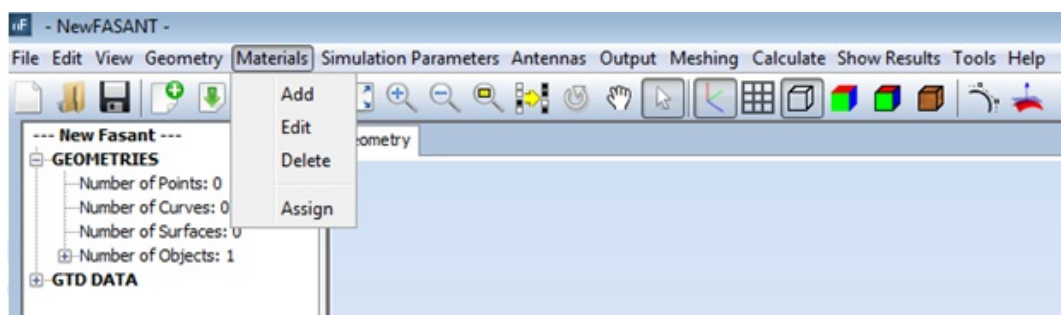 nF - NewFASANT -
File Edit View Geometry Materials Simulation Parameters Antennas Output Meshing Calculate Show Results Tools Help
Add
Edit
Delete
Assign
--- New Fasant ---
GEOMETRIES
Number of Points: 0
Number of Curves: 0
Number of Surfaces: 0
Number of Objects: 1
GTD DATA
eometry